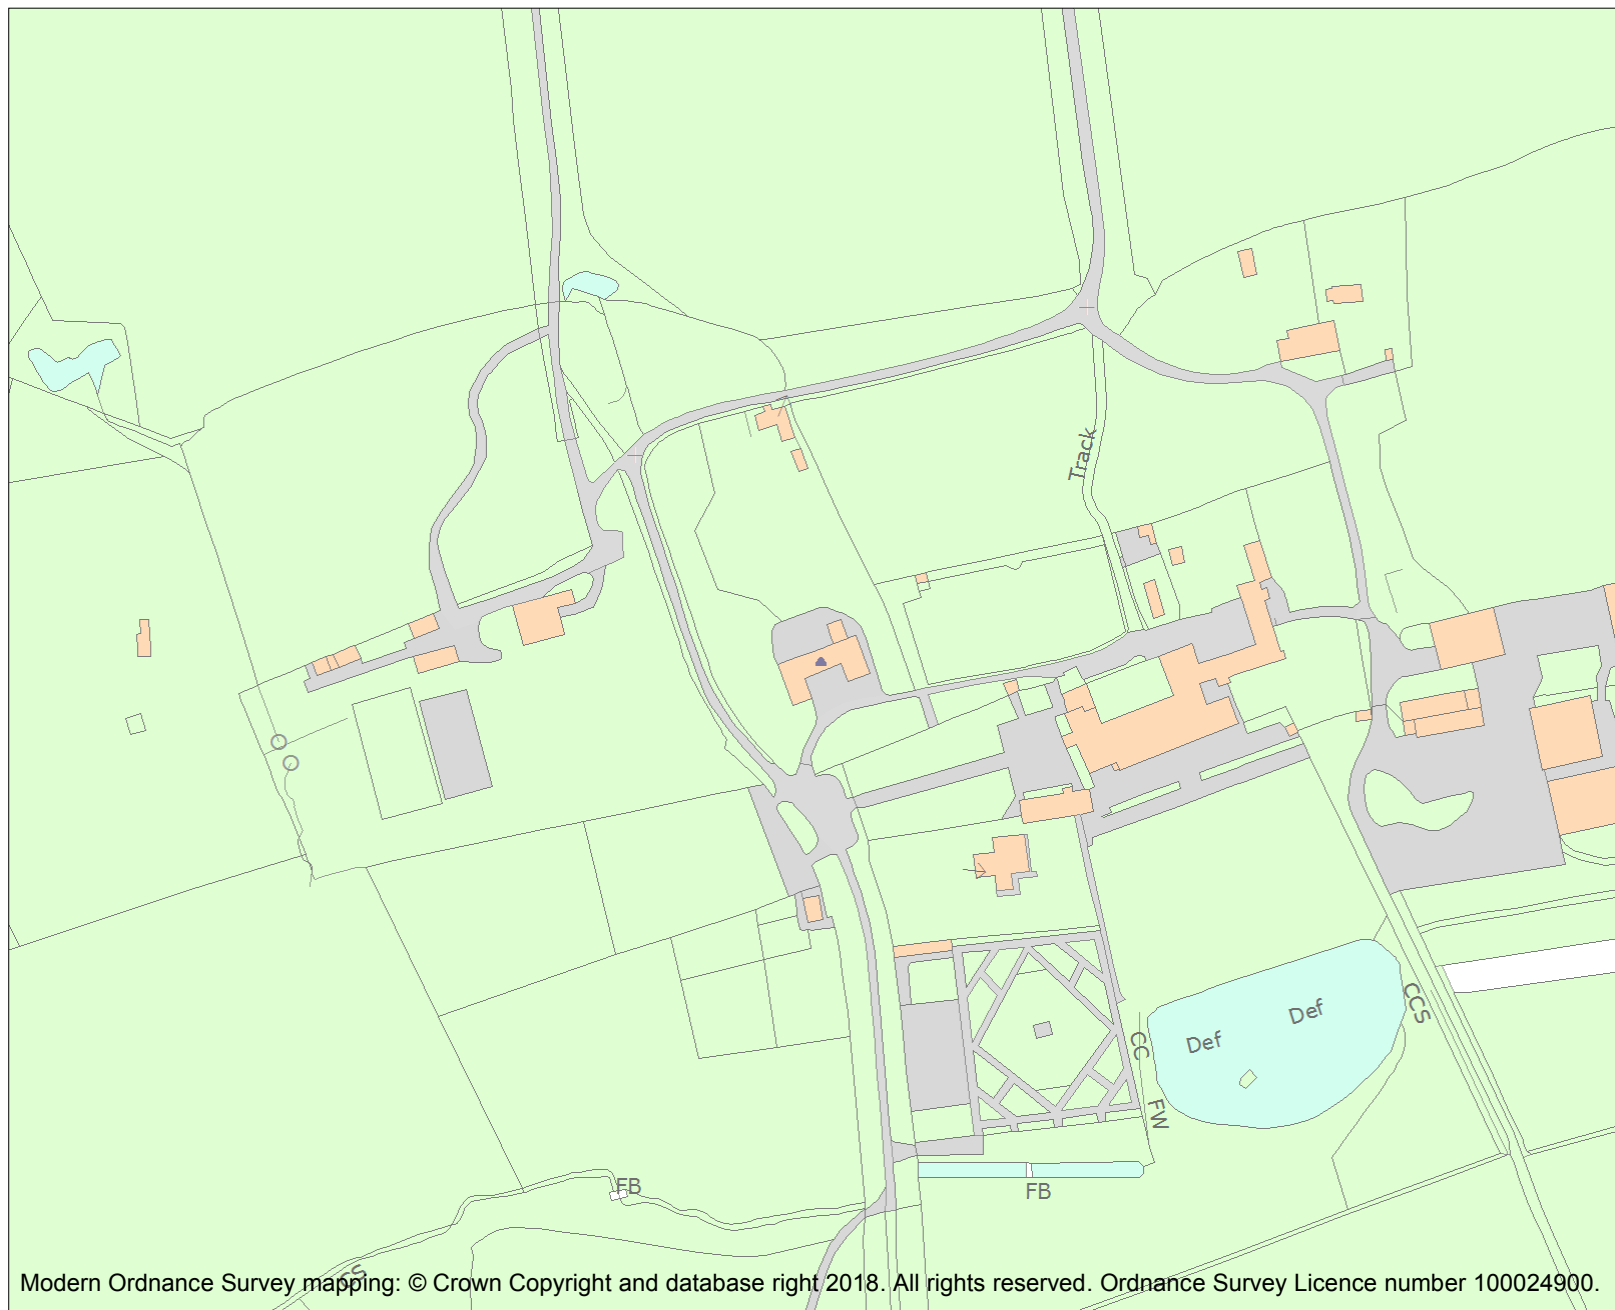 Track
Def
Def
CCS
CC
FW
FB
FB
CS
Modern Ordnance Survey mapping: © Crown Copyright and database right 2018. All rights reserved. Ordnance Survey Licence number 100024900.